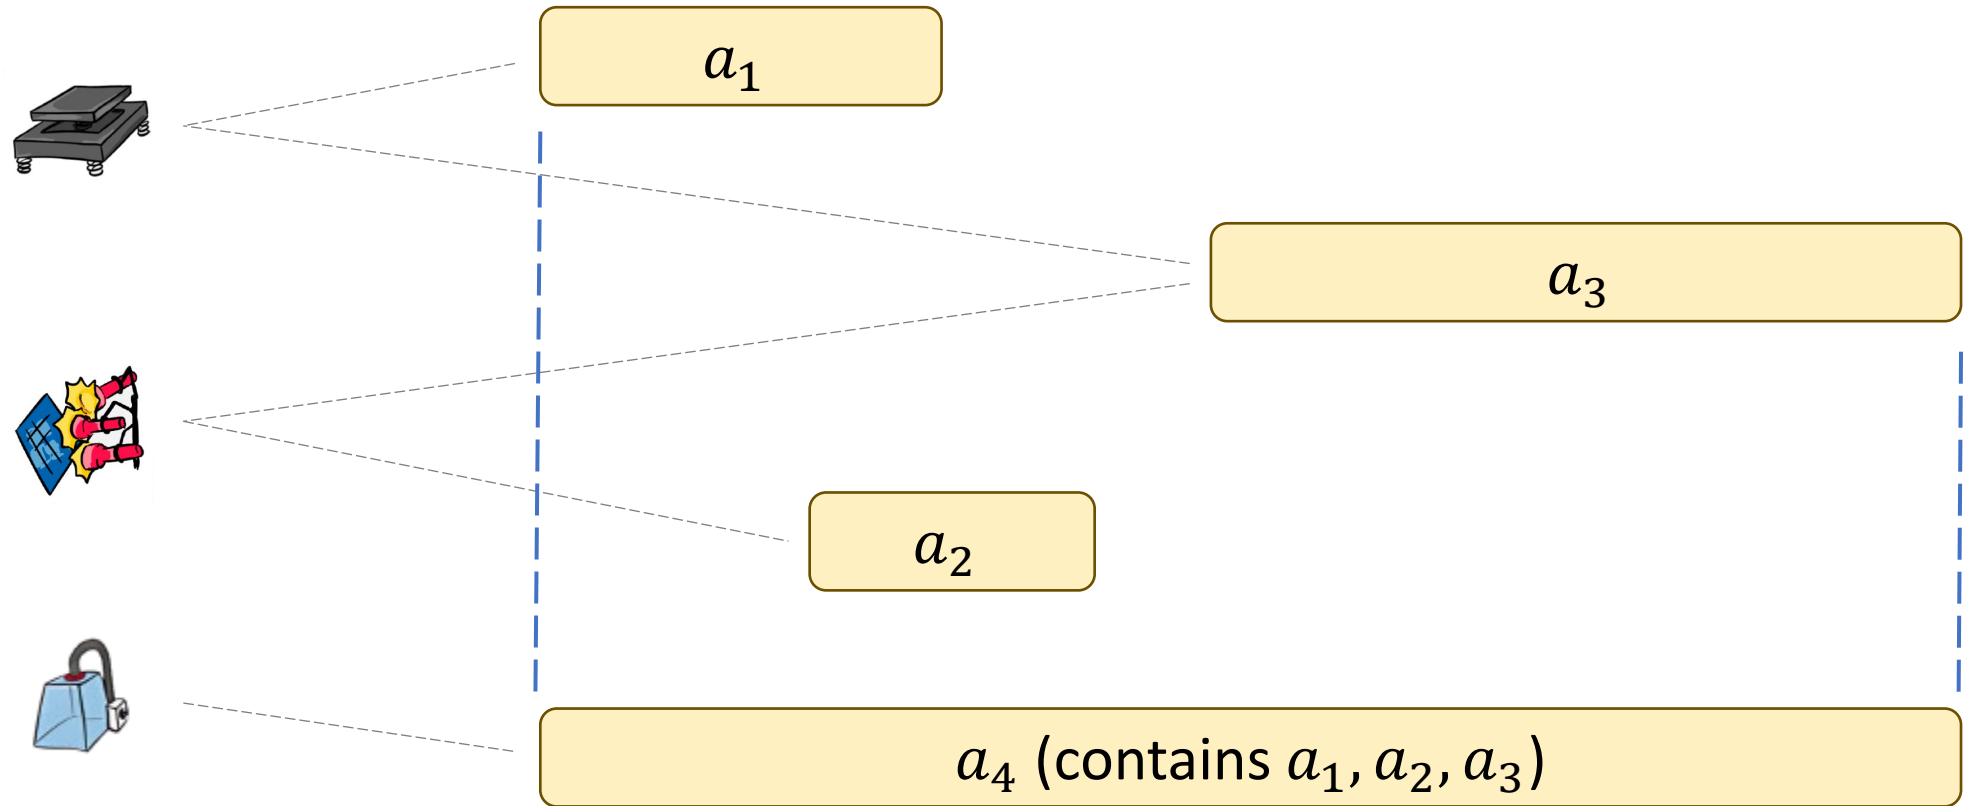 a₁
a₃
a₂
a₄ (contains a₁, a₂, a₃)